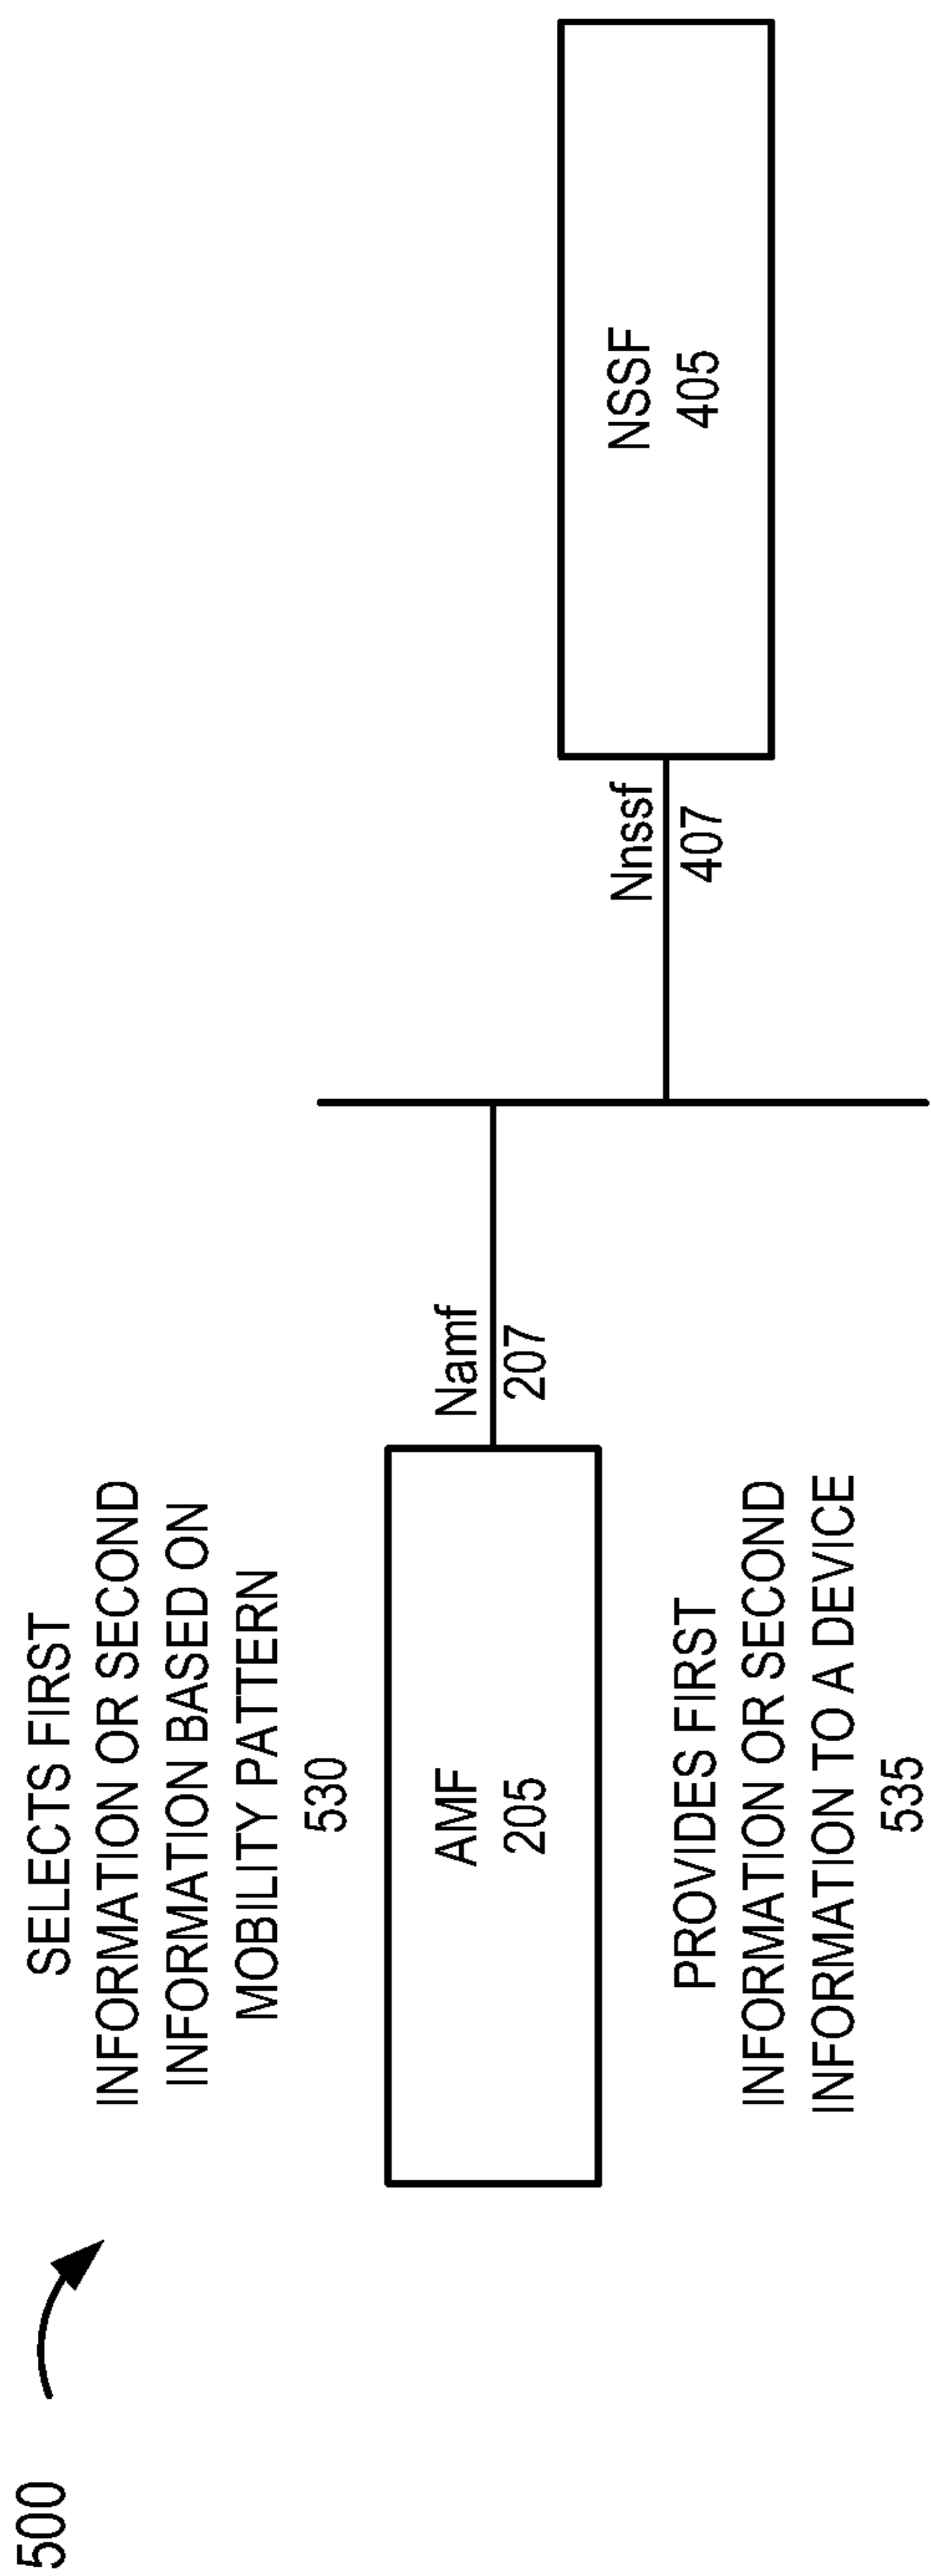 500
SELECTS FIRST
INFORMATION OR SECOND
INFORMATION BASED ON
MOBILITY PATTERN
530
AMF
205
Namf
207
PROVIDES FIRST
INFORMATION OR SECOND
INFORMATION TO A DEVICE
535
Nnssf
407
NSSF
405